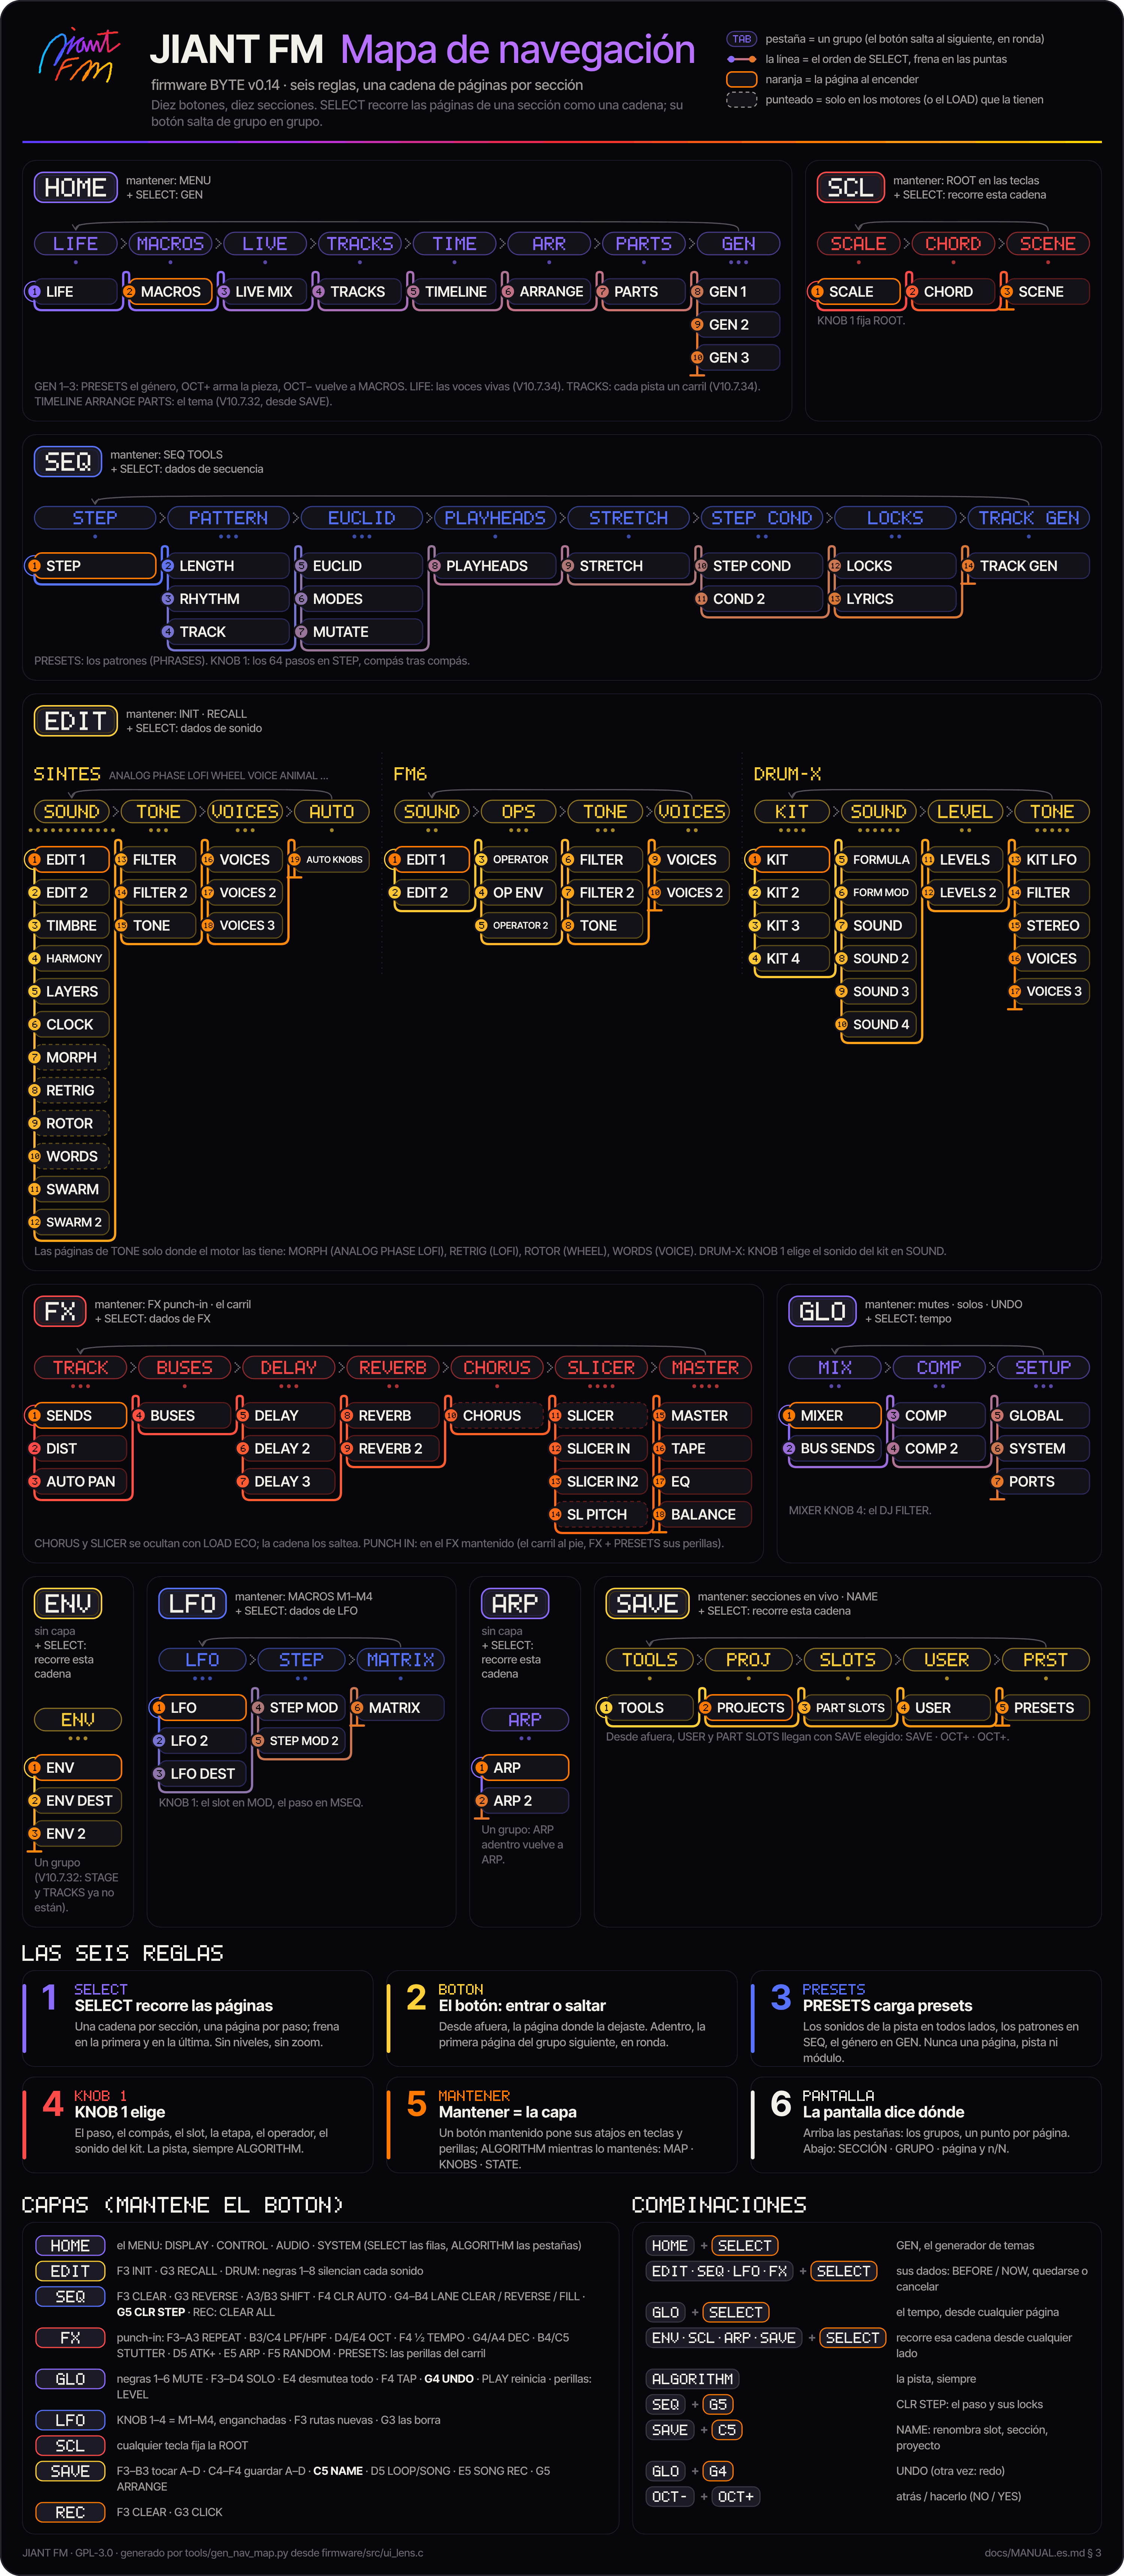 Jiant Fm
JIANT FM Mapa de navegación
firmware BYTE v0.14 · seis reglas, una cadena de páginas por sección
Diez botones, diez secciones. SELECT recorre las páginas de una sección como una cadena; su
botón salta de grupo en grupo.
TAB pestaña = un grupo (el botón salta al siguiente, en ronda)
la línea = el orden de SELECT, frena en las puntas
naranja = la página al encender
punteado = solo en los motores (o el LOAD) que la tienen
HOME
mantener: MENU
+ SELECT: GEN
LIFE > MACROS > LIVE > TRACKS > TIME > ARR > PARTS > GEN
1 LIFE 2 MACROS 3 LIVE MIX 4 TRACKS 5 TIMELINE 6 ARRANGE 7 PARTS 8 GEN 1
9 GEN 2
10 GEN 3
GEN 1–3: PRESETS el género, OCT+ arma la pieza, OCT− vuelve a MACROS. LIFE: las voces vivas (V10.7.34). TRACKS: cada pista un carril (V10.7.34).
TIMELINE ARRANGE PARTS: el tema (V10.7.32, desde SAVE).
SCL
mantener: ROOT en las teclas
+ SELECT: recorre esta cadena
SCALE > CHORD > SCENE
1 SCALE 2 CHORD 3 SCENE
KNOB 1 fija ROOT.
SEQ
mantener: SEQ TOOLS
+ SELECT: dados de secuencia
STEP > PATTERN > EUCLID > PLAYHEADS > STRETCH > STEP COND > LOCKS > TRACK GEN
1 STEP 2 LENGTH 5 EUCLID 8 PLAYHEADS 9 STRETCH 10 STEP COND 12 LOCKS 14 TRACK GEN
3 RHYTHM 6 MODES 11 COND 2 13 LYRICS
4 TRACK 7 MUTATE
PRESETS: los patrones (PHRASES). KNOB 1: los 64 pasos en STEP, compás tras compás.
EDIT
mantener: INIT · RECALL
+ SELECT: dados de sonido
SINTES ANALOG PHASE LOFI WHEEL VOICE ANIMAL ...
SOUND > TONE > VOICES > AUTO
1 EDIT 1 13 FILTER 16 VOICES 19 AUTO KNOBS
2 EDIT 2 14 FILTER 2 17 VOICES 2
3 TIMBRE 15 TONE 18 VOICES 3
4 HARMONY
5 LAYERS
6 CLOCK
7 MORPH
8 RETRIG
9 ROTOR
10 WORDS
11 SWARM
12 SWARM 2
FM6
SOUND > OPS > TONE > VOICES
1 EDIT 1 3 OPERATOR 6 FILTER 9 VOICES
2 EDIT 2 4 OP ENV 7 FILTER 2 10 VOICES 2
5 OPERATOR 2 8 TONE
DRUM-X
KIT > SOUND > LEVEL > TONE
1 KIT 5 FORMULA 11 LEVELS 13 KIT LFO
2 KIT 2 6 FORM MOD 12 LEVELS 2 14 FILTER
3 KIT 3 7 SOUND 15 STEREO
4 KIT 4 8 SOUND 2 16 VOICES
9 SOUND 3 17 VOICES 3
10 SOUND 4
Las páginas de TONE solo donde el motor las tiene: MORPH (ANALOG PHASE LOFI), RETRIG (LOFI), ROTOR (WHEEL), WORDS (VOICE). DRUM-X: KNOB 1 elige el sonido del kit en SOUND.
FX
mantener: FX punch-in · el carril
+ SELECT: dados de FX
TRACK > BUSES > DELAY > REVERB > CHORUS > SLICER > MASTER
1 SENDS 4 BUSES 5 DELAY 8 REVERB 10 CHORUS 11 SLICER 15 MASTER
2 DIST 6 DELAY 2 9 REVERB 2 12 SLICER IN 16 TAPE
3 AUTO PAN 7 DELAY 3 13 SLICER IN2 17 EQ
14 SL PITCH 18 BALANCE
CHORUS y SLICER se ocultan con LOAD ECO; la cadena los saltea. PUNCH IN: en el FX mantenido (el carril al pie, FX + PRESETS sus perillas).
GLO
mantener: mutes · solos · UNDO
+ SELECT: tempo
MIX > COMP > SETUP
1 MIXER 3 COMP 5 GLOBAL
2 BUS SENDS 4 COMP 2 6 SYSTEM
7 PORTS
MIXER KNOB 4: el DJ FILTER.
ENV
sin capa
+ SELECT:
recorre esta
cadena
ENV
1 ENV
2 ENV DEST
3 ENV 2
Un grupo
(V10.7.32: STAGE
y TRACKS ya no
están).
LFO
mantener: MACROS M1–M4
+ SELECT: dados de LFO
LFO > STEP > MATRIX
1 LFO 4 STEP MOD 6 MATRIX
2 LFO 2 5 STEP MOD 2
3 LFO DEST
KNOB 1: el slot en MOD, el paso en MSEQ.
ARP
sin capa
+ SELECT:
recorre esta
cadena
ARP
1 ARP
2 ARP 2
Un grupo: ARP
adentro vuelve a
ARP.
SAVE
mantener: secciones en vivo · NAME
+ SELECT: recorre esta cadena
TOOLS > PROJ > SLOTS > USER > PRST
1 TOOLS 2 PROJECTS 3 PART SLOTS 4 USER 5 PRESETS
Desde afuera, USER y PART SLOTS llegan con SAVE elegido: SAVE · OCT+ · OCT+.
LAS SEIS REGLAS
1 SELECT
SELECT recorre las páginas
Una cadena por sección, una página por paso; frena
en la primera y en la última. Sin niveles, sin zoom.
2 BOTON
El botón: entrar o saltar
Desde afuera, la página donde la dejaste. Adentro, la
primera página del grupo siguiente, en ronda.
3 PRESETS
PRESETS carga presets
Los sonidos de la pista en todos lados, los patrones en
SEQ, el género en GEN. Nunca una página, pista ni
módulo.
4 KNOB 1
KNOB 1 elige
El paso, el compás, el slot, la etapa, el operador, el
sonido del kit. La pista, siempre ALGORITHM.
5 MANTENER
Mantener = la capa
Un botón mantenido pone sus atajos en teclas y
perillas; ALGORITHM mientras lo mantenés: MAP ·
KNOBS · STATE.
6 PANTALLA
La pantalla dice dónde
Arriba las pestañas: los grupos, un punto por página.
Abajo: SECCIÓN · GRUPO · página y n/N.
CAPAS (MANTENE EL BOTON)
HOME el MENU: DISPLAY · CONTROL · AUDIO · SYSTEM (SELECT las filas, ALGORITHM las pestañas)
EDIT F3 INIT · G3 RECALL · DRUM: negras 1–8 silencian cada sonido
SEQ F3 CLEAR · G3 REVERSE · A3/B3 SHIFT · F4 CLR AUTO · G4–B4 LANE CLEAR / REVERSE / FILL ·
G5 CLR STEP · REC: CLEAR ALL
FX punch-in: F3–A3 REPEAT · B3/C4 LPF/HPF · D4/E4 OCT · F4 ½ TEMPO · G4/A4 DEC · B4/C5
STUTTER · D5 ATK+ · E5 ARP · F5 RANDOM · PRESETS: las perillas del carril
GLO negras 1–6 MUTE · F3–D4 SOLO · E4 desmutea todo · F4 TAP · G4 UNDO · PLAY reinicia · perillas:
LEVEL
LFO KNOB 1–4 = M1–M4, enganchadas · F3 rutas nuevas · G3 las borra
SCL cualquier tecla fija la ROOT
SAVE F3–B3 tocar A–D · C4–F4 guardar A–D · C5 NAME · D5 LOOP/SONG · E5 SONG REC · G5
ARRANGE
REC F3 CLEAR · G3 CLICK
COMBINACIONES
HOME + SELECT GEN, el generador de temas
EDIT·SEQ·LFO·FX + SELECT sus dados: BEFORE / NOW, quedarse o
cancelar
GLO + SELECT el tempo, desde cualquier página
ENV·SCL·ARP·SAVE + SELECT recorre esa cadena desde cualquier
lado
ALGORITHM la pista, siempre
SEQ + G5 CLR STEP: el paso y sus locks
SAVE + C5 NAME: renombra slot, sección,
proyecto
GLO + G4 UNDO (otra vez: redo)
OCT- + OCT+ atrás / hacerlo (NO / YES)
JIANT FM · GPL-3.0 · generado por tools/gen_nav_map.py desde firmware/src/ui_lens.c
docs/MANUAL.es.md § 3